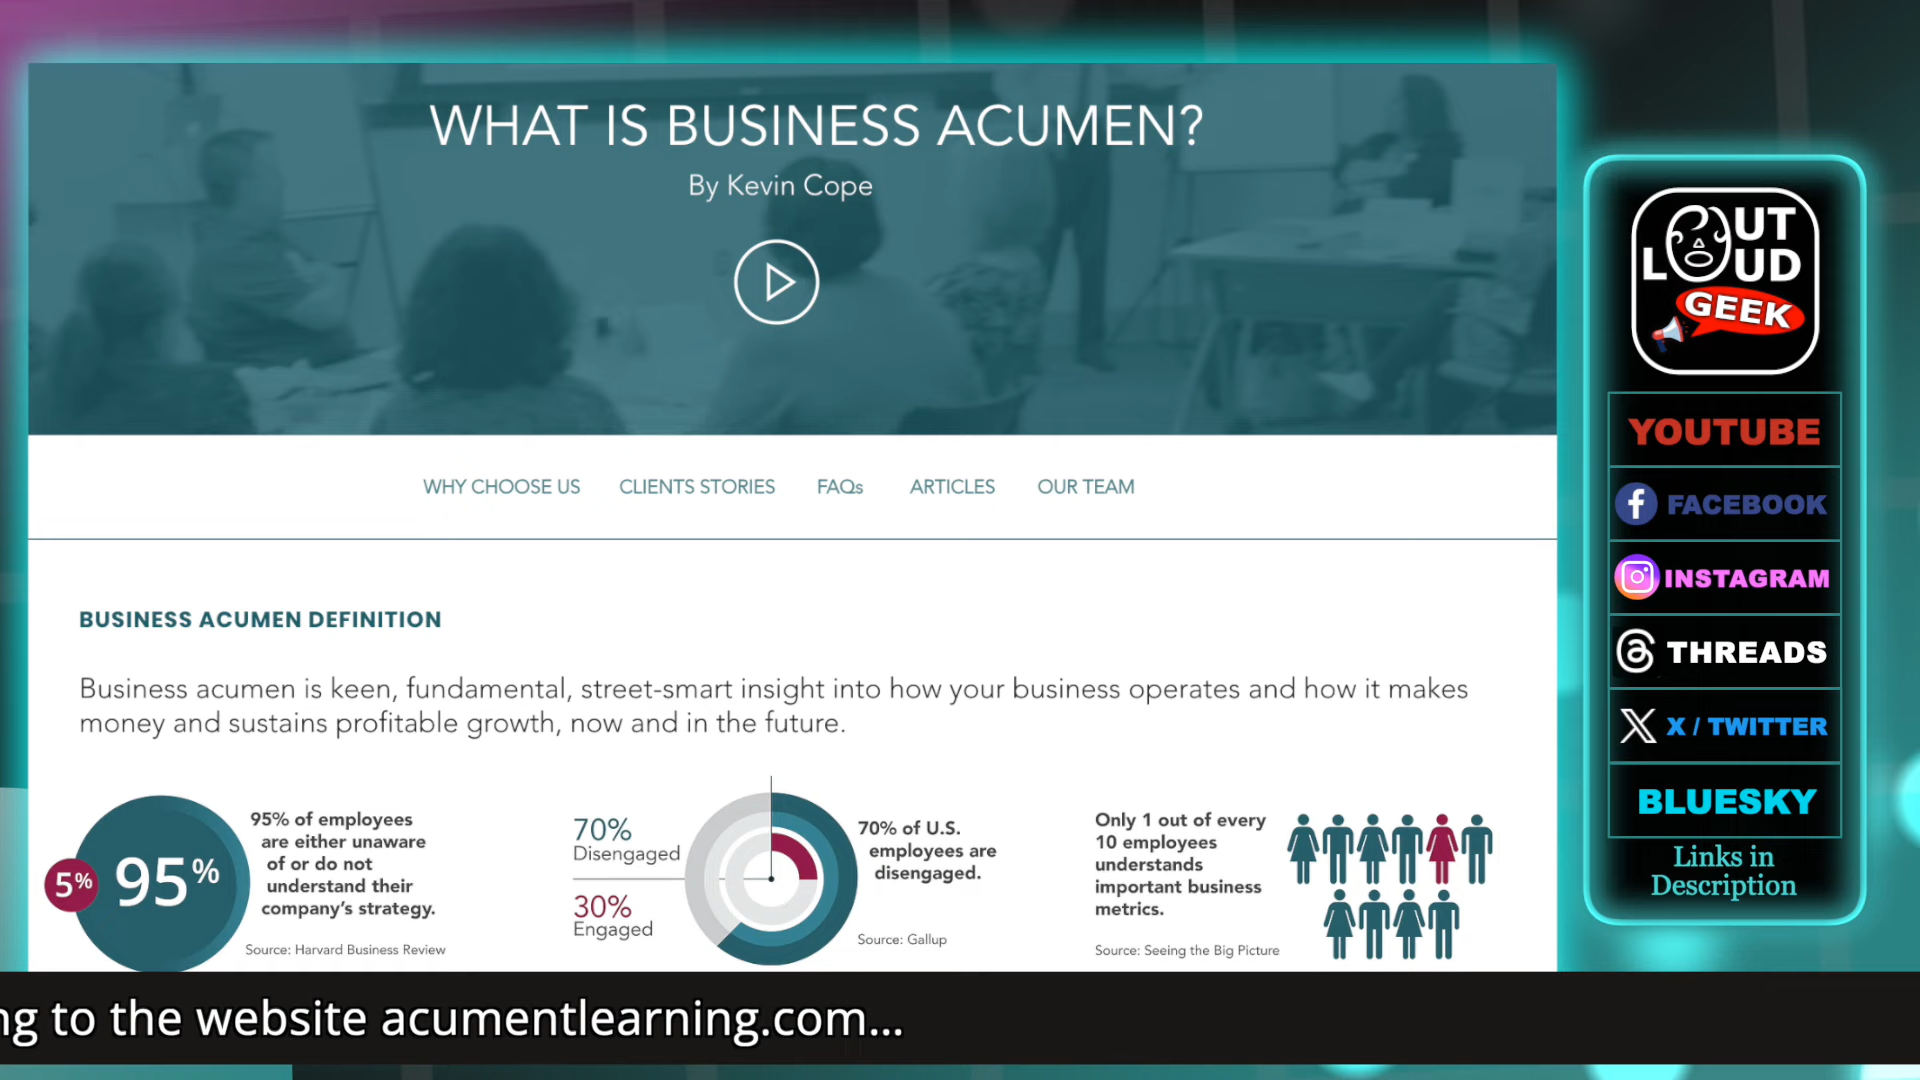 WHAT IS BUSINESS ACUMEN?
By Kevin Cope
WHY CHOOSE US
CLIENTS STORIES
FAQs
ARTICLES
OUR TEAM
BUSINESS ACUMEN DEFINITION
Business acumen is keen, fundamental, street-smart insight into how your business operates and how it makes
money and sustains profitable growth, now and in the future.
5%
95%
95% of employees
are either unaware
of or do not
understand their
company's strategy.
Source: Harvard Business Review
70%
Disengaged
30%
Engaged
70% of U.S.
employees are
disengaged.
Source: Gallup
Only 1 out of every
10 employees
understands
important business
metrics.
Source: Seeing the Big Picture
OUT
LOUD
GEEK
YOUTUBE
FACEBOOK
INSTAGRAM
THREADS
X / TWITTER
BLUESKY
Links in
Description
ng to the website acumentlearning.com...